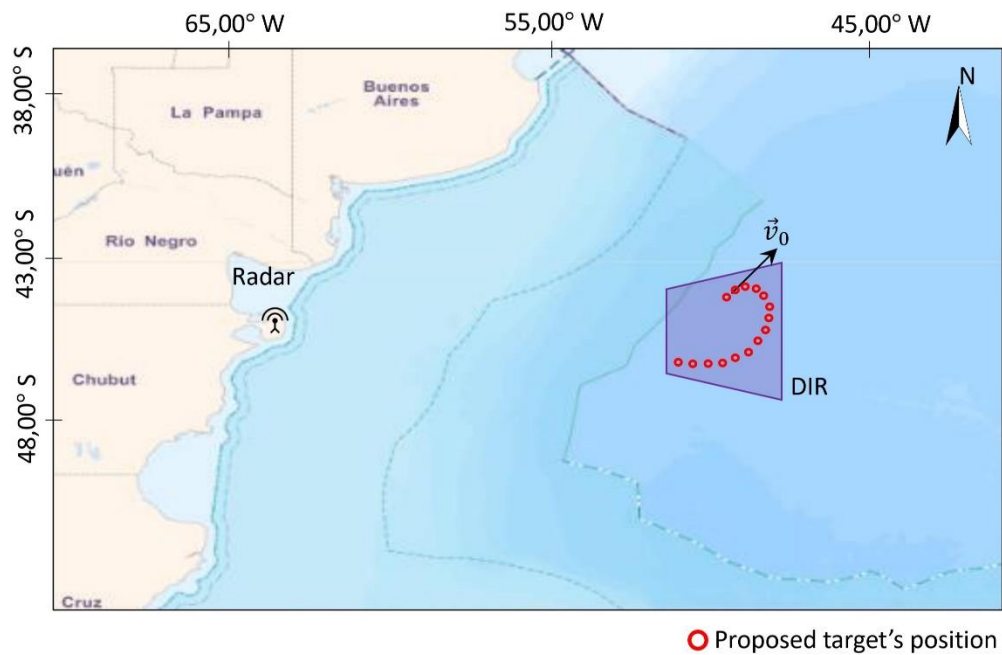 65,00° W 55,00° W 45,00° W
38,00° S
43,00° S
48,00° S
N
Buenos
Aires
La Pampa
uén
Río Negro
Radar
v⃗₀
Chubut
DIR
Cruz
Proposed target's position